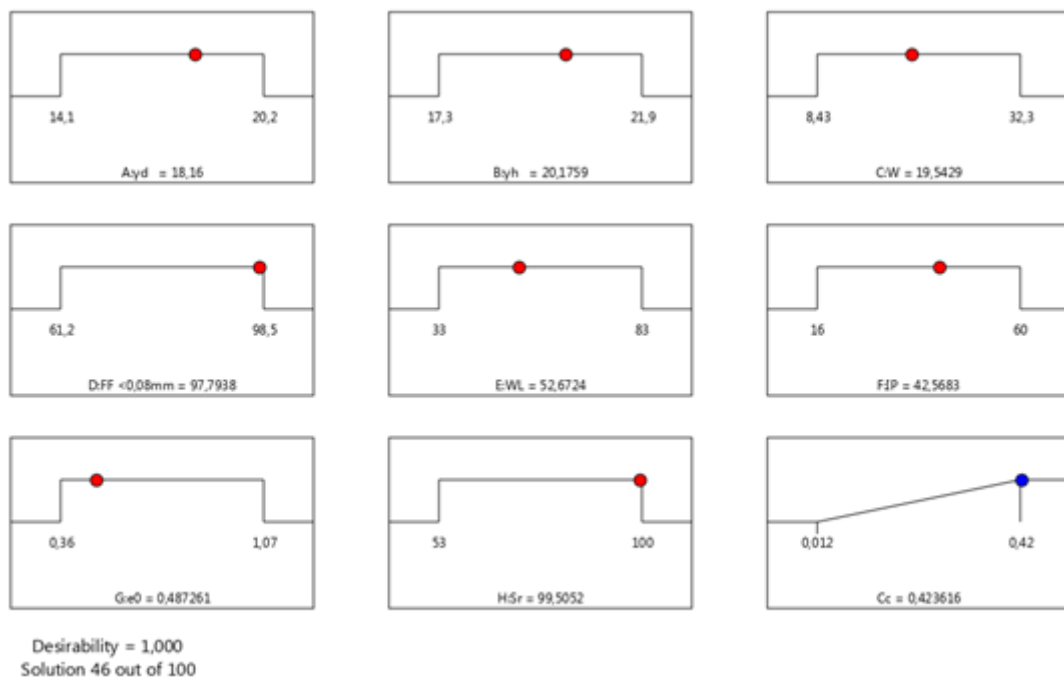 14,1 20,2
A:yd = 18,16
17,3 21,9
B:yh = 20,1759
8,43 32,3
C:W = 19,5429
61,2 98,5
D:FF <0,08mm = 97,7938
33 83
E:WL = 52,6724
16 60
F:IP = 42,5683
0,36 1,07
G:e0 = 0,487261
53 100
H:Sr = 99,5052
0,012 0,42
Cc = 0,423616
Desirability = 1,000
Solution 46 out of 100